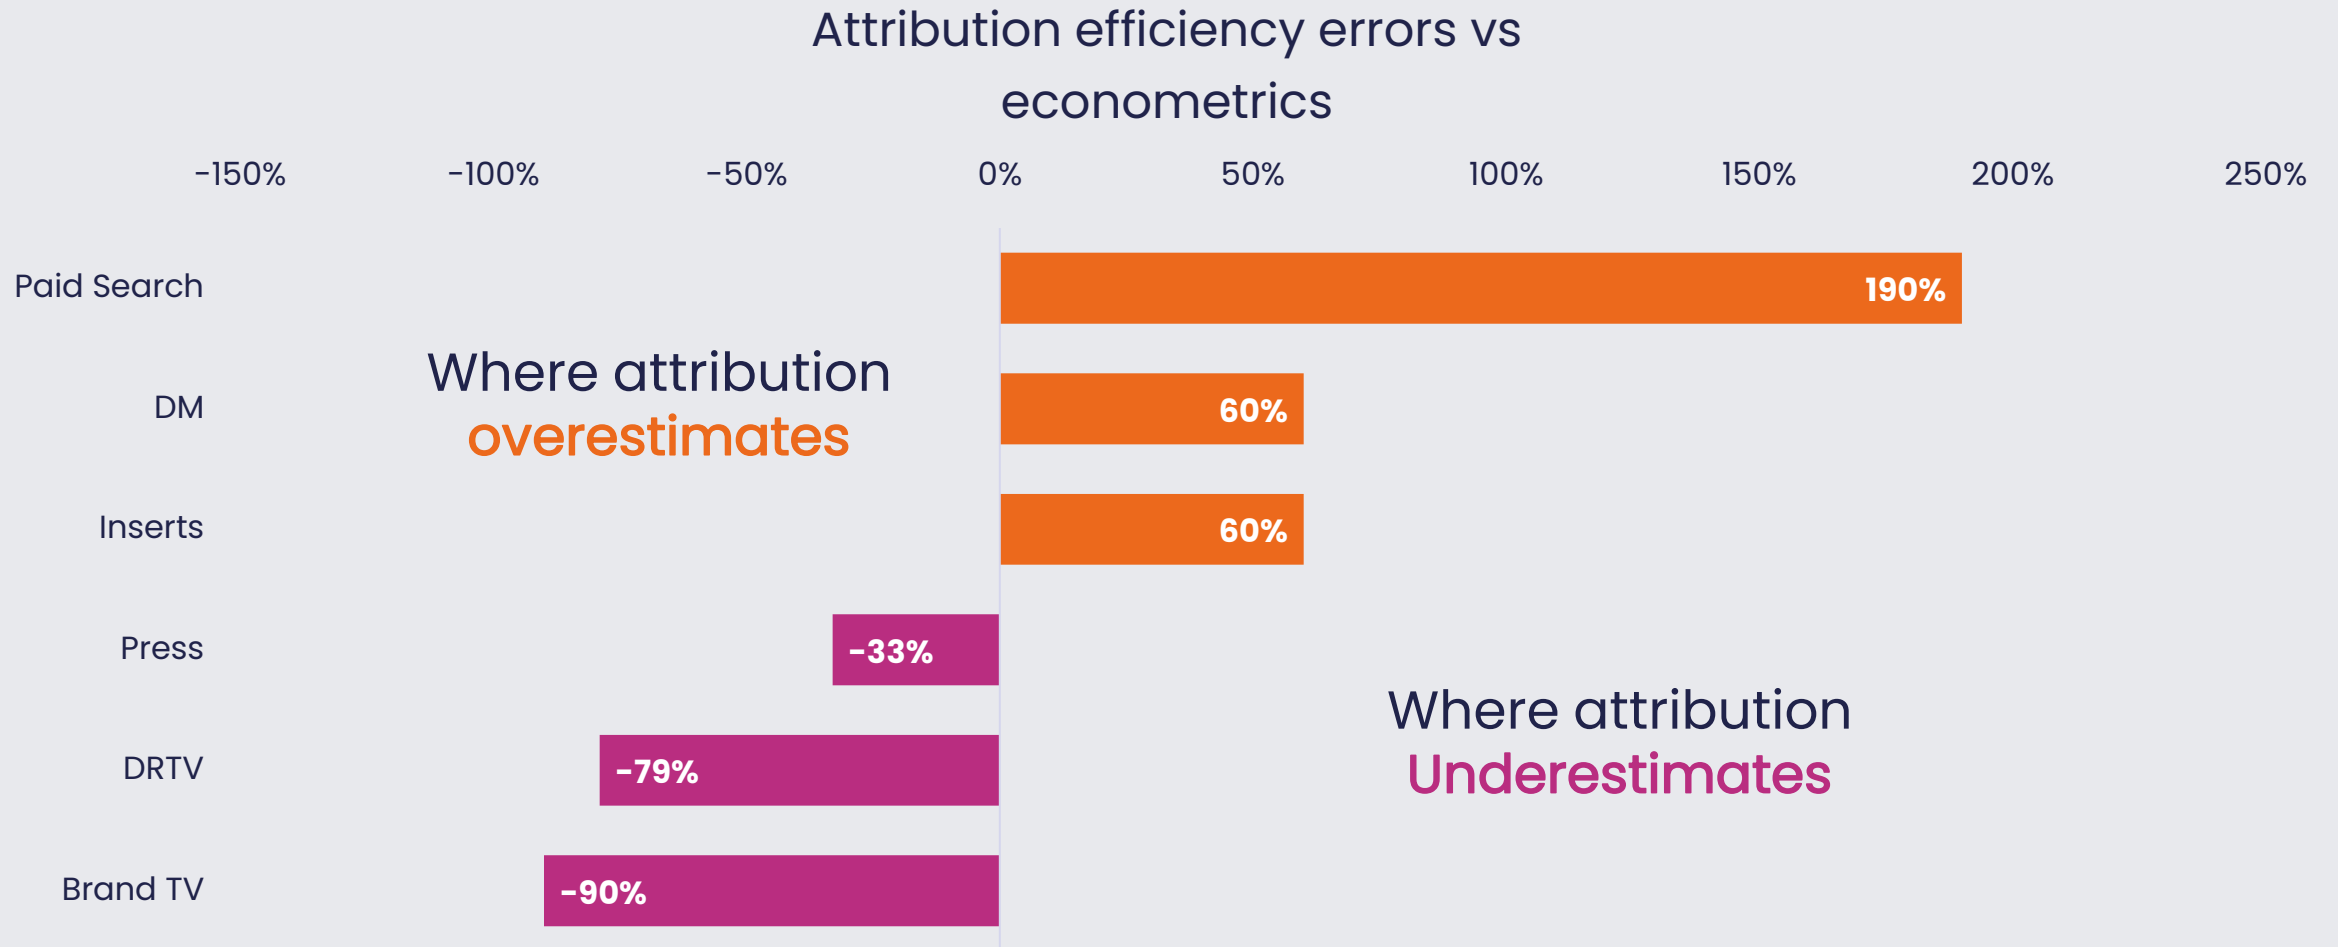 Attribution efficiency errors vs
econometrics
-150% -100% -50% 0% 50% 100% 150% 200% 250%
Paid Search 190%
Where attribution
overestimates
DM 60%
Inserts 60%
Press -33%
Where attribution
Underestimates
DRTV -79%
Brand TV -90%